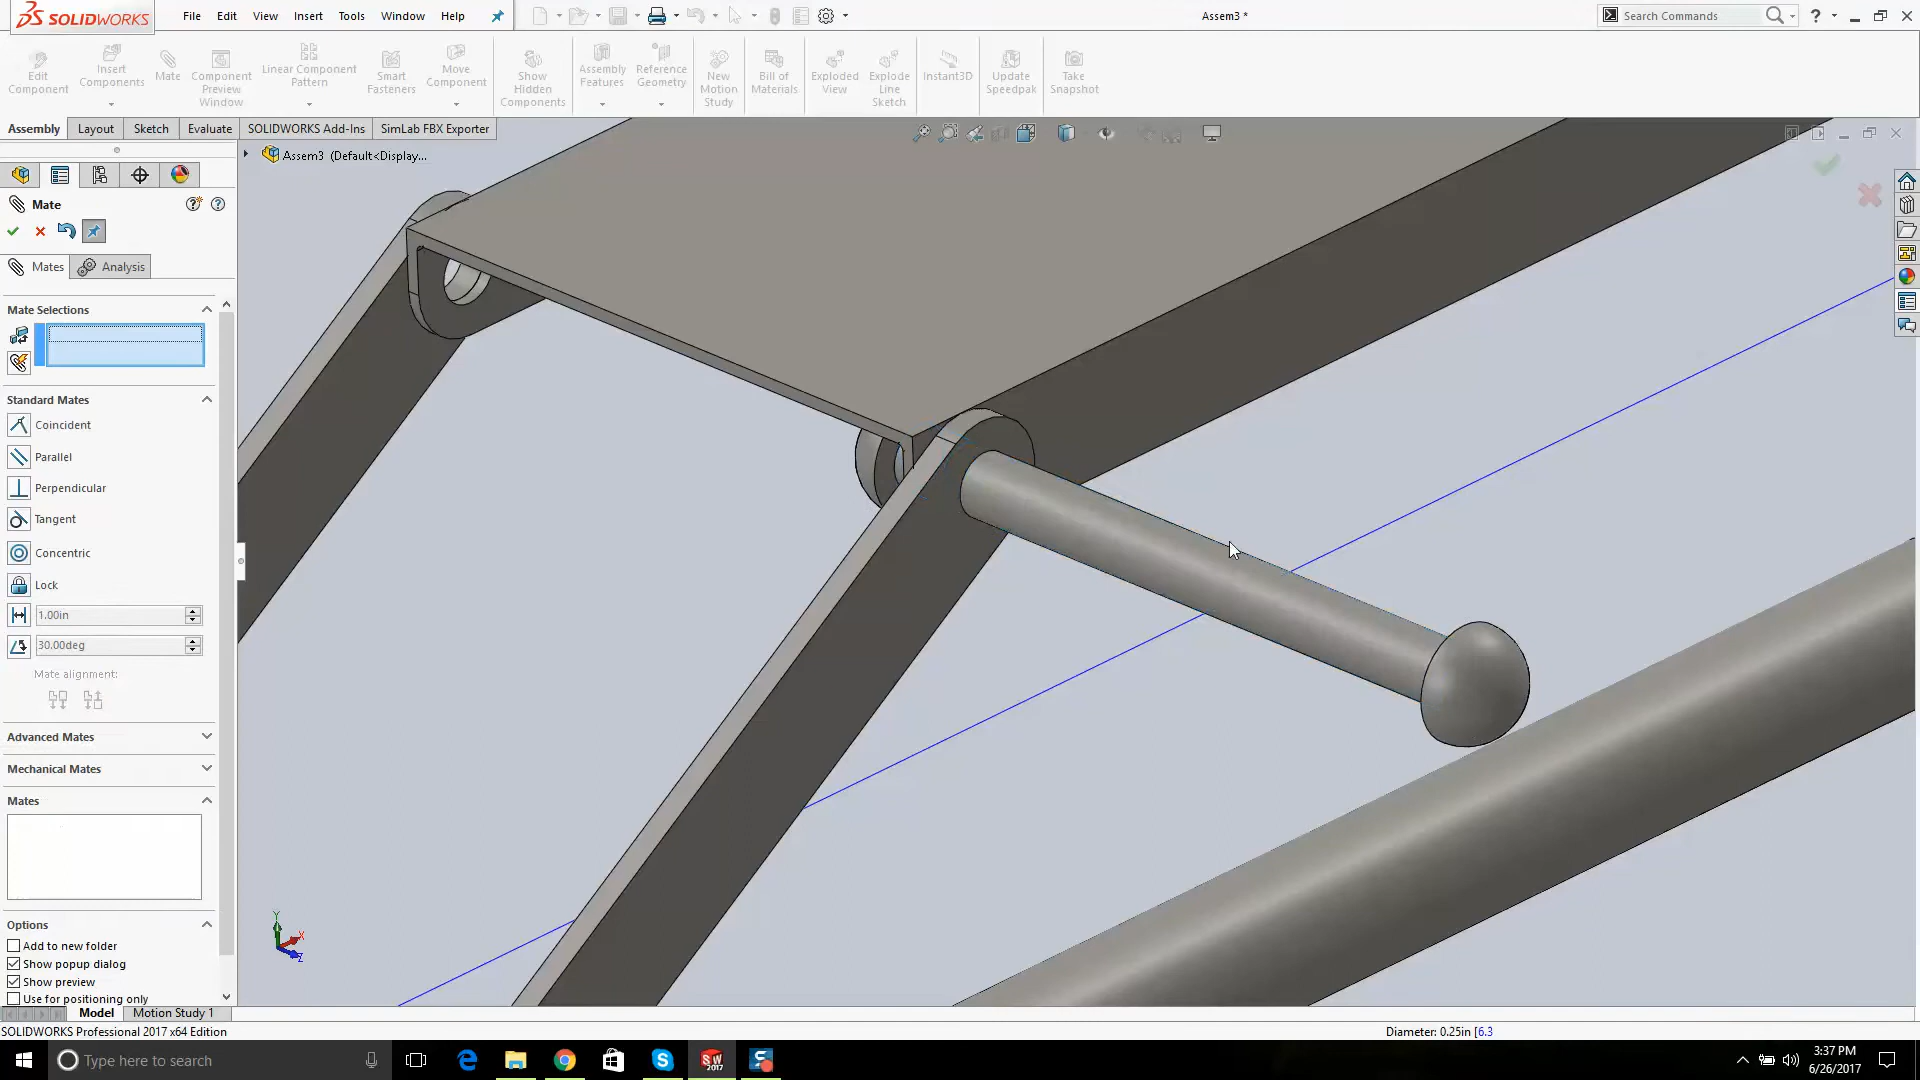 SOLIDWORKS
File Edit View Insert Tools Window Help
Assem3 *
Search Commands
?
Edit Component
Insert Components
Mate
Component Preview Window
Linear Component Pattern
Smart Fasteners
Move Component
Show Hidden Components
Assembly Features
Reference Geometry
New Motion Study
Bill of Materials
Exploded View
Explode Line Sketch
Instant3D
Update Speedpak
Take Snapshot
Assembly Layout Sketch Evaluate SOLIDWORKS Add-Ins SimLab FBX Exporter
Assem3 (Default<Display...
Mate
Mates Analysis
Mate Selections
Standard Mates
Coincident
Parallel
Perpendicular
Tangent
Concentric
Lock
1.00in
30.00deg
Mate alignment:
Advanced Mates
Mechanical Mates
Mates
Options
Add to new folder
Show popup dialog
Show preview
Use for positioning only
Y
X
Z
Model Motion Study 1
SOLIDWORKS Professional 2017 x64 Edition
Diameter: 0.25in [6.3
Type here to search
SW
2017
3:37 PM
6/26/2017